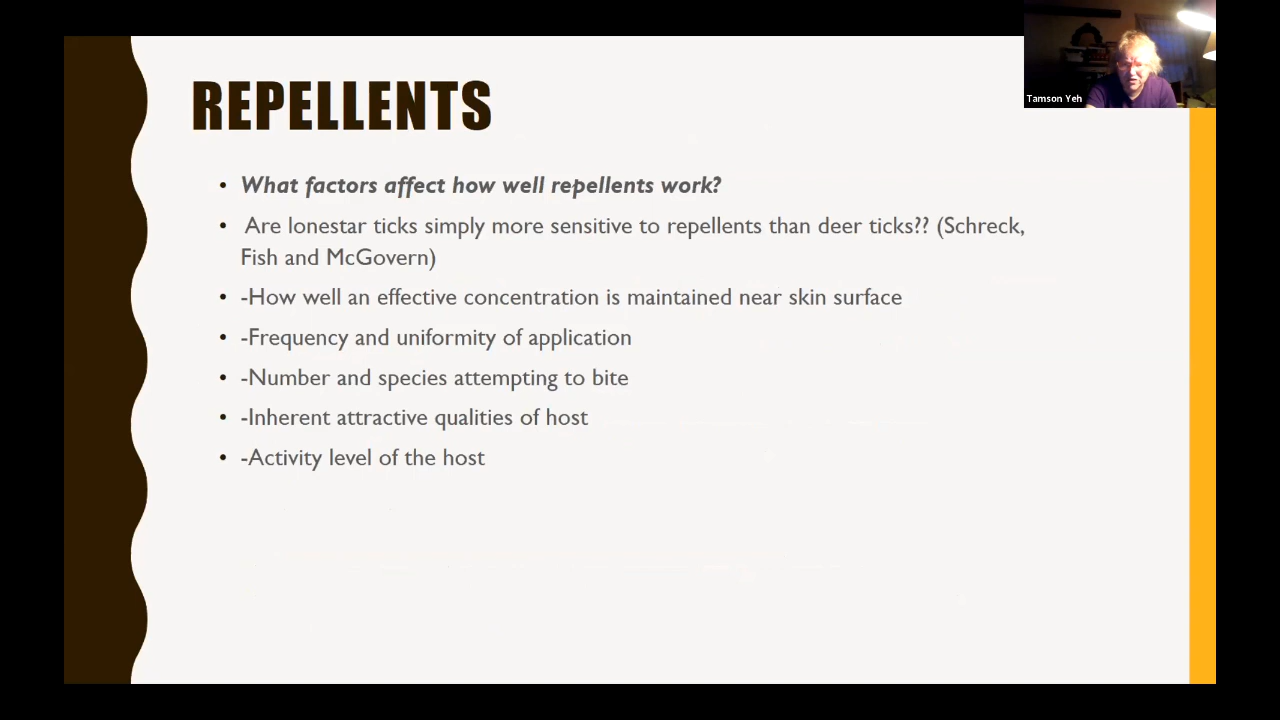 REPELLENTS
Tamson Yeh
• What factors affect how well repellents work?
• Are lonestar ticks simply more sensitive to repellents than deer ticks?? (Schreck,
Fish and McGovern)
• -How well an effective concentration is maintained near skin surface
• -Frequency and uniformity of application
• -Number and species attempting to bite
• -Inherent attractive qualities of host
• -Activity level of the host